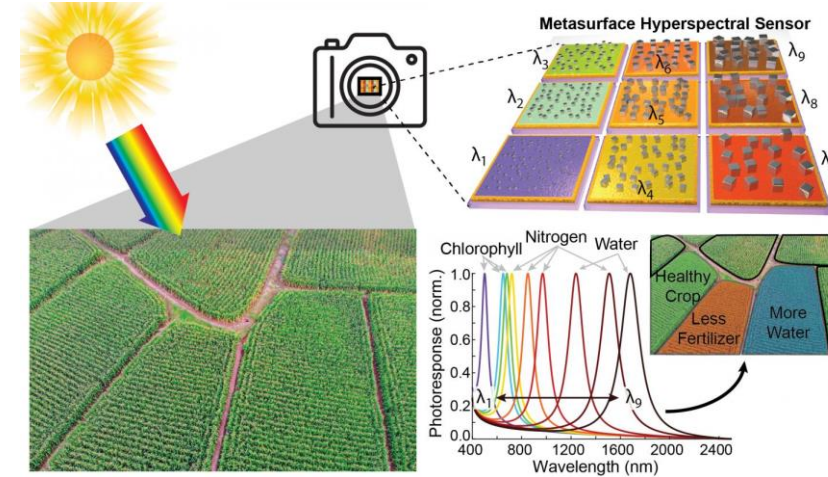 Metasurface Hyperspectral Sensor
λ3
λ6
λ9
λ2
λ5
λ8
λ1
λ4
λ
Chlorophyll
Nitrogen
Water
Photoresponse (norm.)
1.0
0.8
0.6
0.4
0.2
0.0
λ1
λ9
400
800
1200
1600
2000
2400
Wavelength (nm)
Healthy
Crop
Less
Fertilizer
More
Water